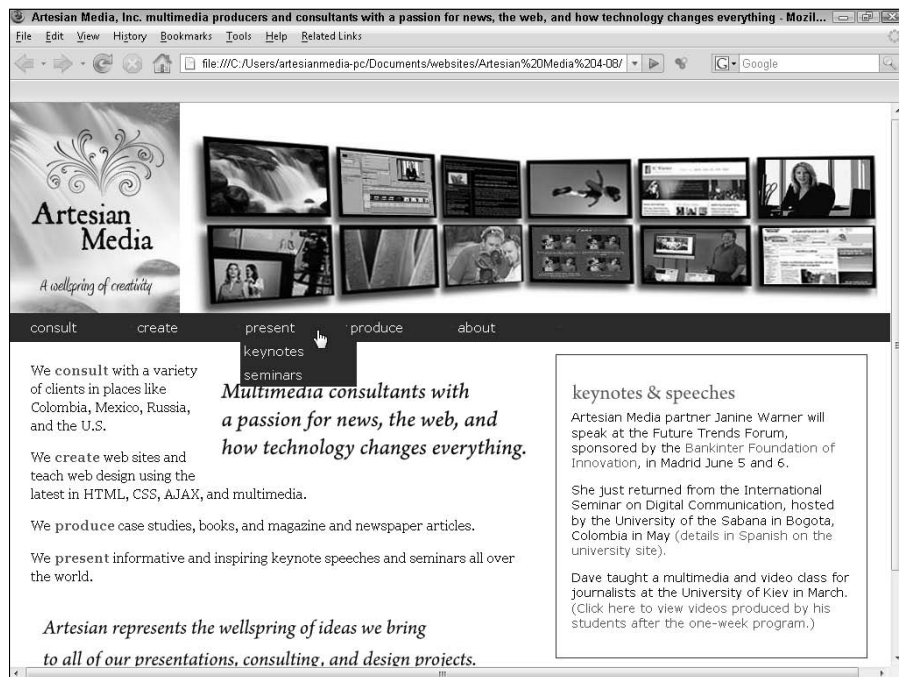 Artesian Media, Inc. multimedia producers and consultants with a passion for news, the web, and how technology changes everything - Mozil...
File Edit View History Bookmarks Tools Help Related Links
file:///C:/Users/artesianmedia-pc/Documents/websites/Artesian%20Media%204-08/
G Google
Artesian
Media
A wellspring of creativity
consult create present produce about
keynotes
seminars
We consult with a variety
of clients in places like
Colombia, Mexico, Russia,
and the U.S.
Multimedia consultants with
a passion for news, the web, and
how technology changes everything.
We create web sites and
teach web design using the
latest in HTML, CSS, AJAX, and multimedia.
We produce case studies, books, and magazine and newspaper articles.
We present informative and inspiring keynote speeches and seminars all over
the world.
Artesian represents the wellspring of ideas we bring
to all of our presentations, consulting, and design projects.
keynotes & speeches
Artesian Media partner Janine Warner will
speak at the Future Trends Forum,
sponsored by the Bankinter Foundation of
Innovation, in Madrid June 5 and 6.
She just returned from the International
Seminar on Digital Communication, hosted
by the University of the Sabana in Bogota,
Colombia in May (details in Spanish on the
university site).
Dave taught a multimedia and video class for
journalists at the University of Kiev in March.
(Click here to view videos produced by his
students after the one-week program.)